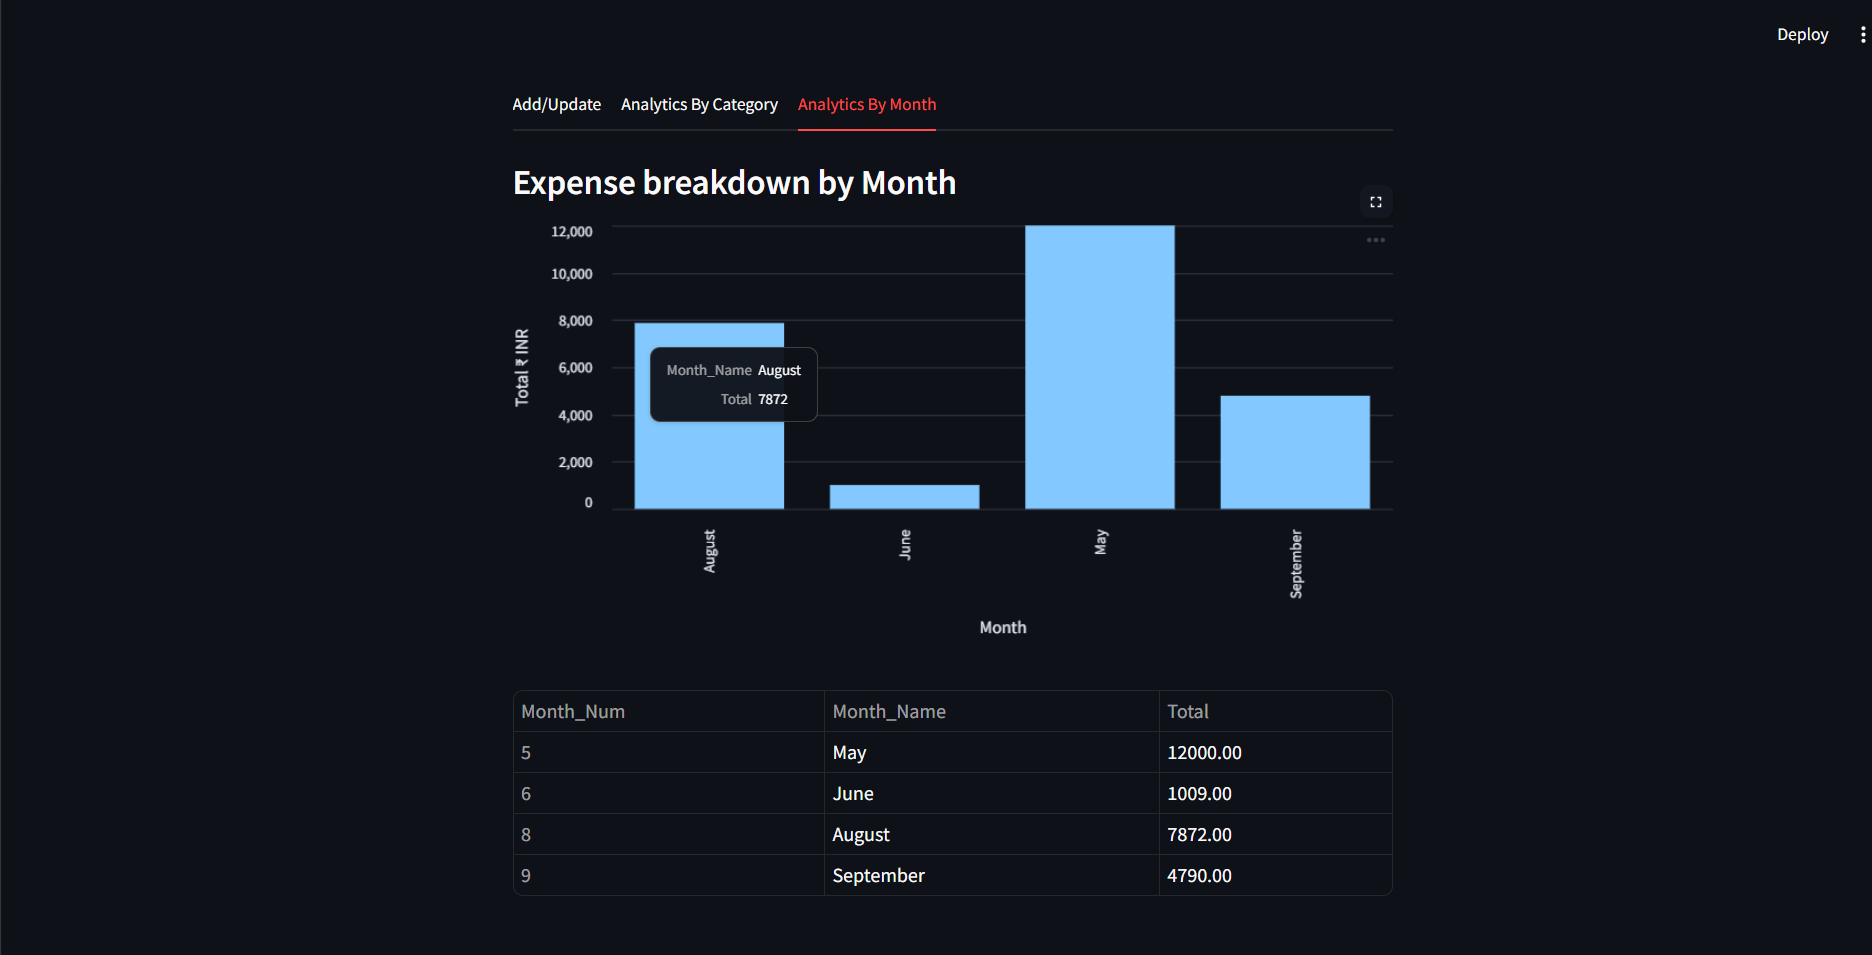 Deploy
Add/Update Analytics By Category Analytics By Month
Expense breakdown by Month
12,000
10,000
8,000
6,000
4,000
2,000
0
Total ₹ INR
Month_Name August
Total 7872
August June May September
Month
Month_Num Month_Name Total
5 May 12000.00
6 June 1009.00
8 August 7872.00
9 September 4790.00